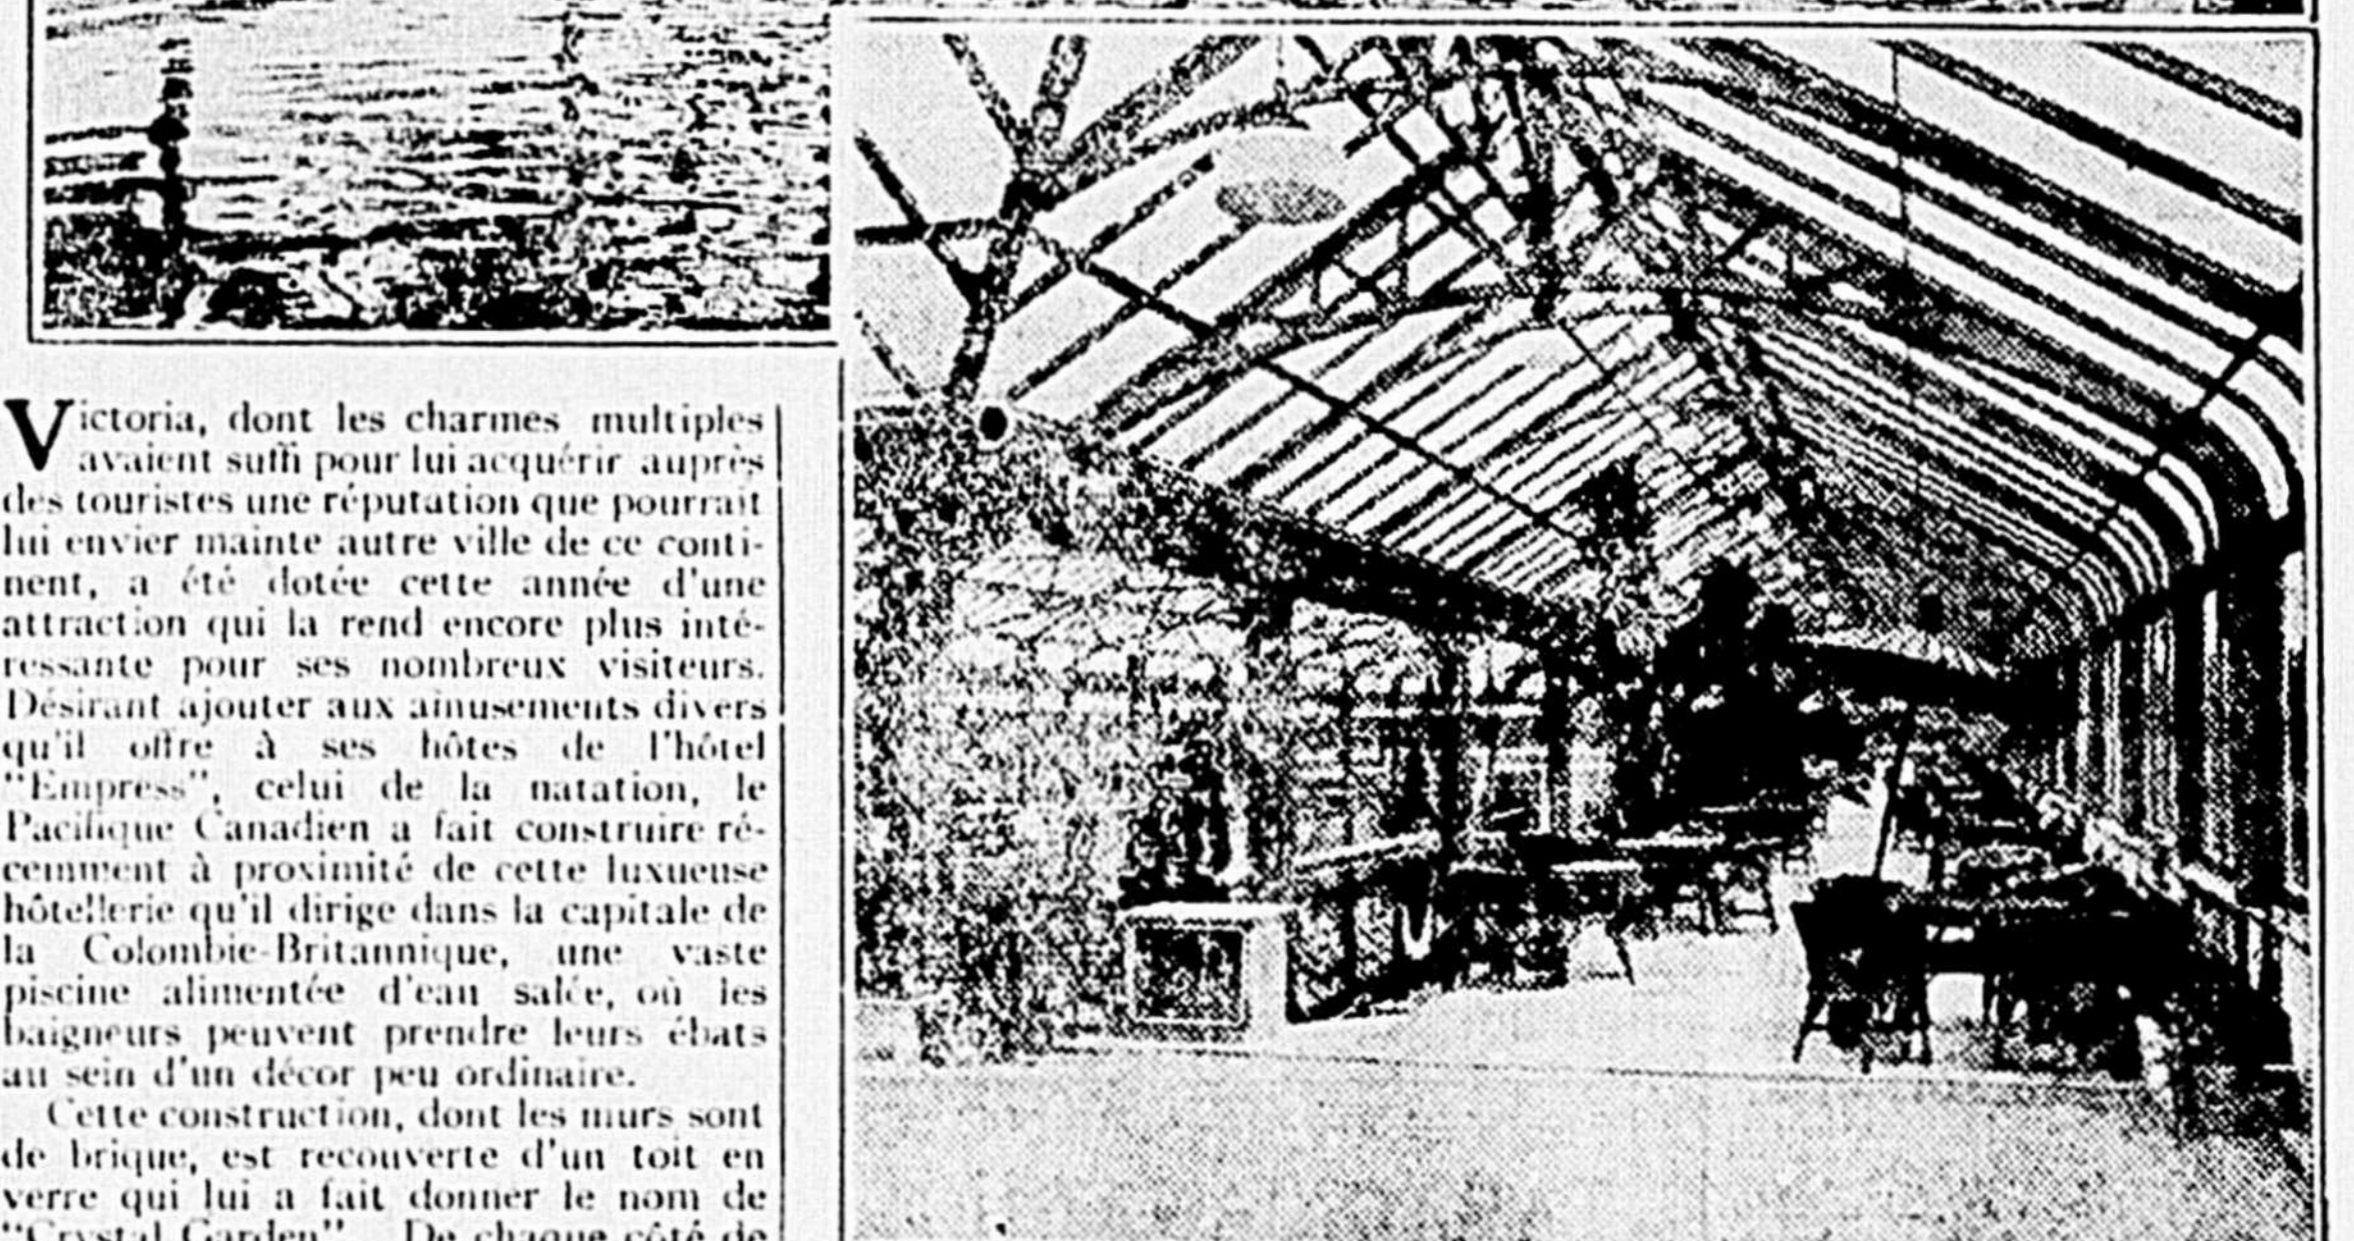 Victoria, dont les charmes multiples
avaient suffi pour lui acquérir auprès
des touristes une réputation que pourrait
lui envier mainte autre ville de ce conti-
nent, a été dotée cette année d'une
attraction qui la rend encore plus inté-
ressante pour ses nombreux visiteurs.
Désirant ajouter aux amusements divers
qu'il offre à ses hôtes de l'hôtel
"Empress", celui de la natation, le
Pacifique Canadien a fait construire ré-
cemment à proximité de cette luxueuse
hôtellerie qu'il dirige dans la capitale de
la Colombie-Britannique, une vaste
piscine alimentée d'eau salée, où les
baigneurs peuvent prendre leurs ébats
au sein d'un décor peu ordinaire.
Cette construction, dont les murs sont
de brique, est recouverte d'un toit en
verre qui lui a fait donner le nom de
"Crystal Garden". De chaque côté de